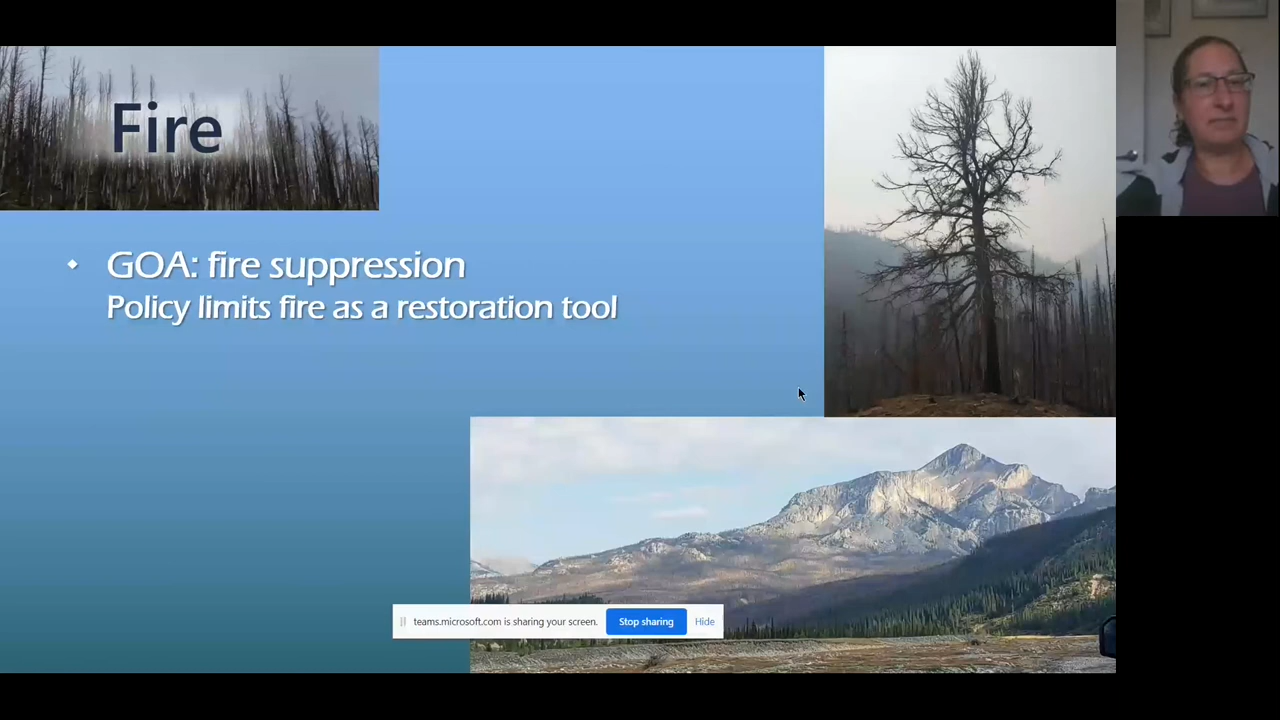 Fire
GOA: fire suppression
Policy limits fire as a restoration tool
teams.microsoft.com is sharing your screen. Stop sharing Hide